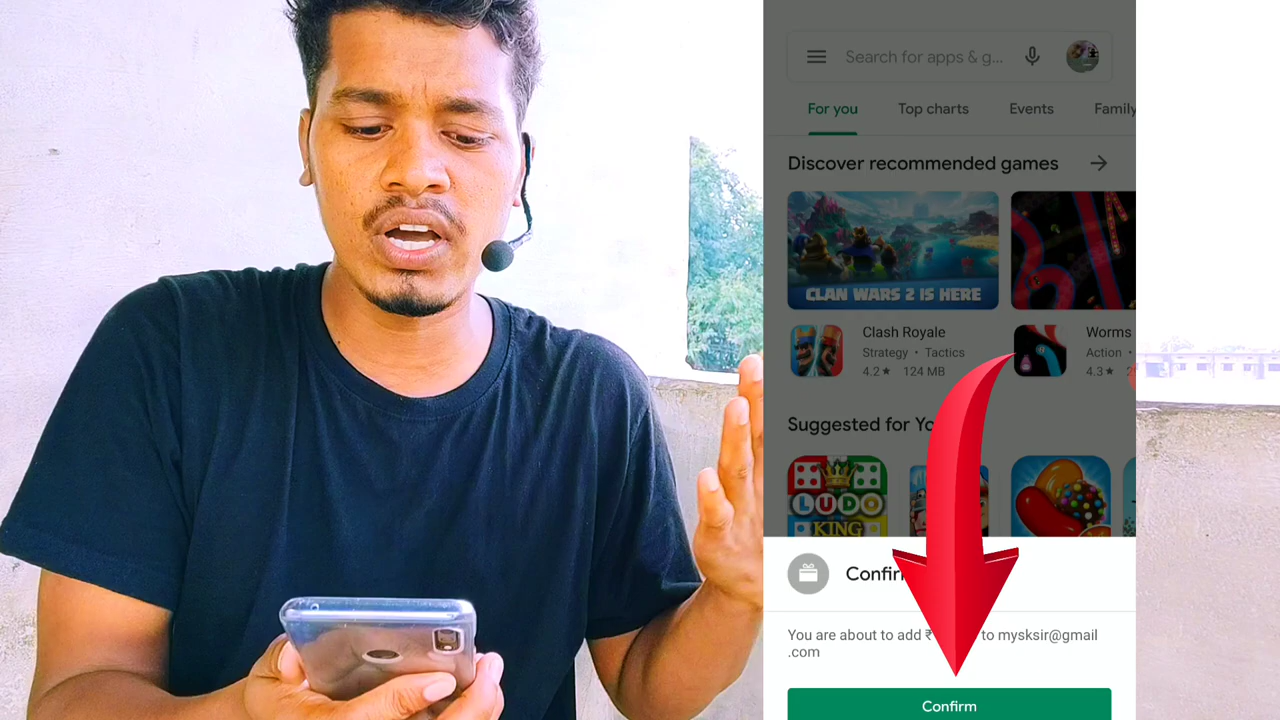 Search for apps & g...
For you Top charts Events Family
Discover recommended games
CLAN WARS 2 IS HERE
Clash Royale
Strategy • Tactics
4.2★ 124 MB
Worms
Action •
4.3★
Suggested for
LUDO
KING
You are about to add ₹ to mysksir@gmail
.com
Confirm